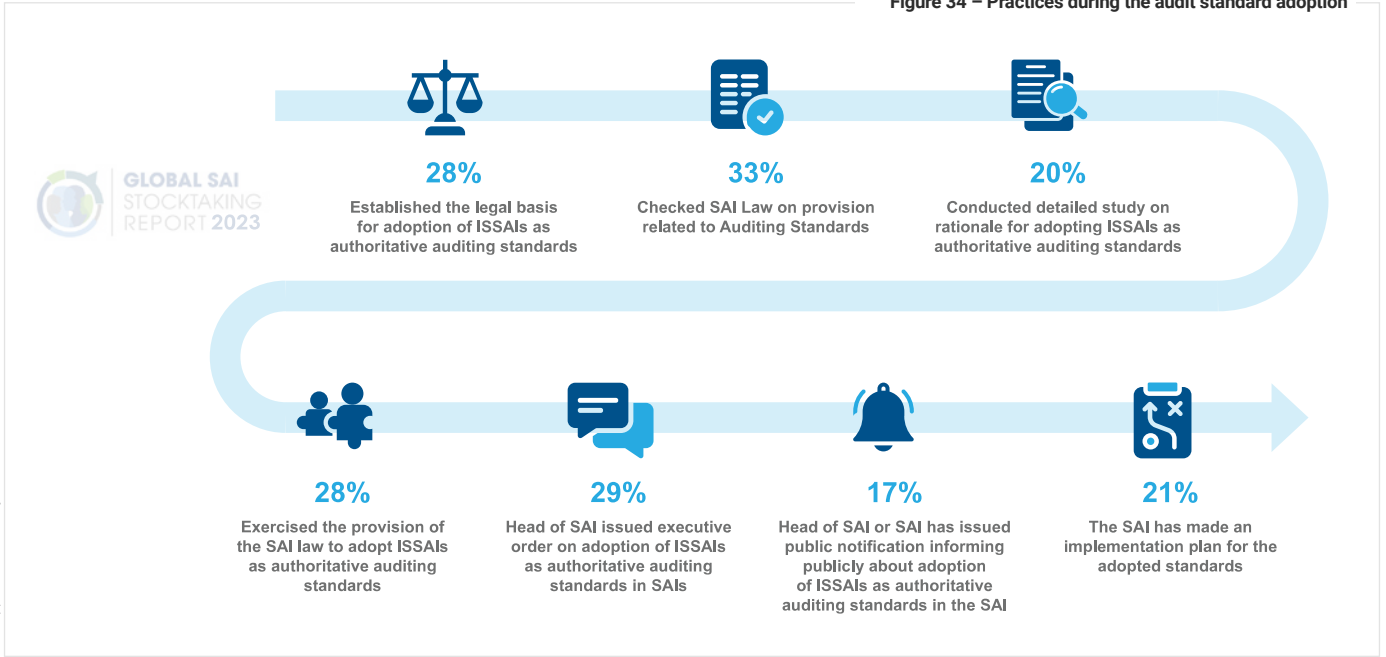 Figure 34 – Practices during the audit standard adoption
GLOBAL SAI
STOCKTAKING
REPORT 2023
28%
Established the legal basis
for adoption of ISSAIs as
authoritative auditing standards
33%
Checked SAI Law on provision
related to Auditing Standards
20%
Conducted detailed study on
rationale for adopting ISSAIs as
authoritative auditing standards
28%
Exercised the provision of
the SAI law to adopt ISSAIs
as authoritative auditing
standards
29%
Head of SAI issued executive
order on adoption of ISSAIs
as authoritative auditing
standards in SAIs
17%
Head of SAI or SAI has issued
public notification informing
publicly about adoption
of ISSAIs as authoritative
auditing standards in the SAI
21%
The SAI has made an
implementation plan for the
adopted standards